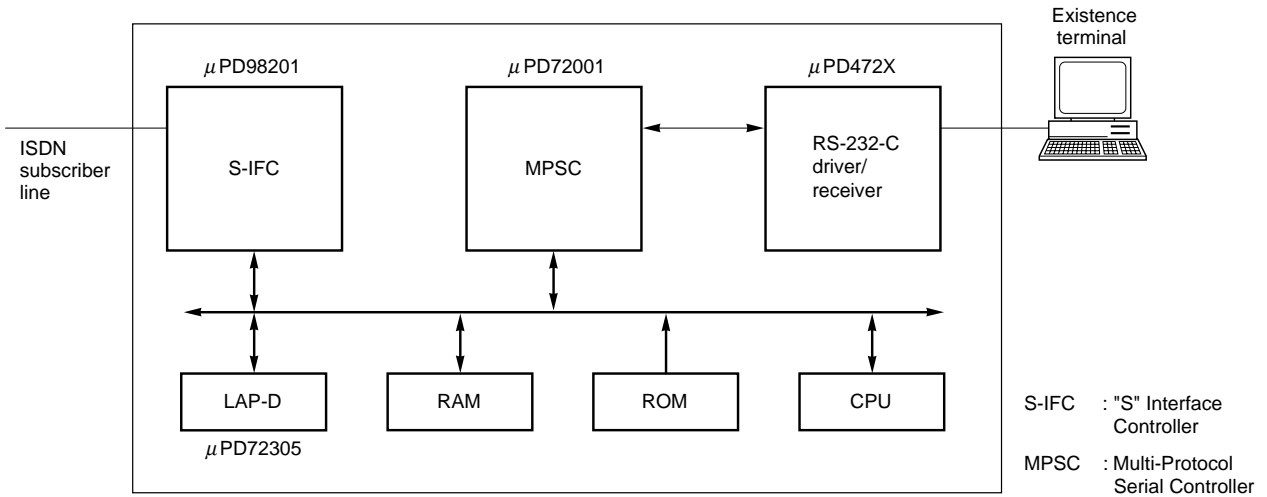 Existence
terminal
μPD98201
μPD72001
μPD472X
ISDN
subscriber
line
S-IFC
MPSC
RS-232-C
driver/
receiver
LAP-D
RAM
ROM
CPU
μPD72305
S-IFC : "S" Interface
Controller
MPSC : Multi-Protocol
Serial Controller